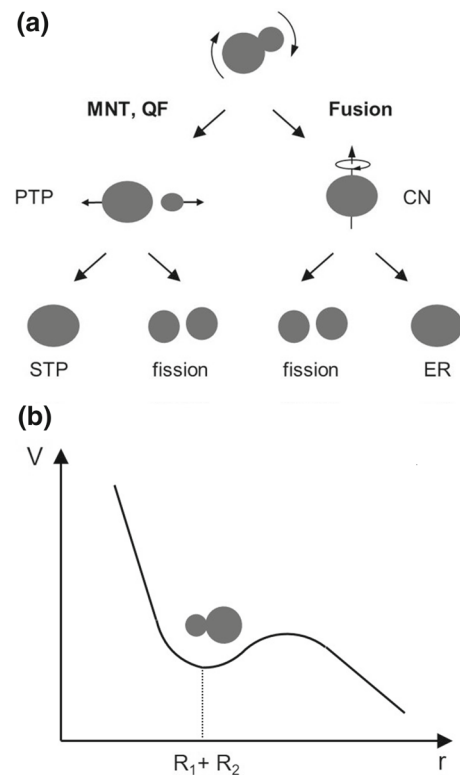 (a)
MNT, QF Fusion
PTP CN
STP fission fission ER
(b)
V
R₁ + R₂ r